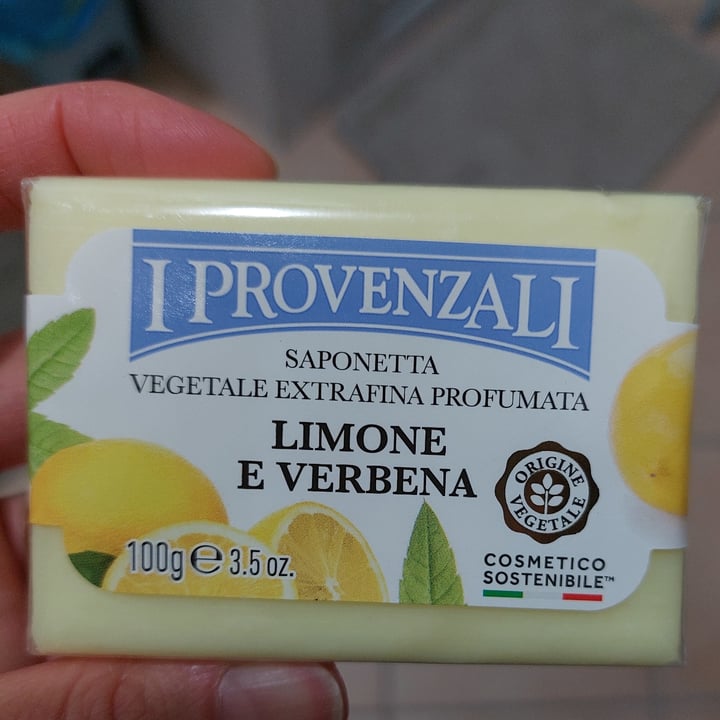 I PROVENZALI
SAPONETTA
VEGETALE EXTRAFINA PROFUMATA
LIMONE
E VERBENA
ORIGINE
VEGETALE
100g ℮ 3.5 oz.
COSMETICO
SOSTENIBILE™